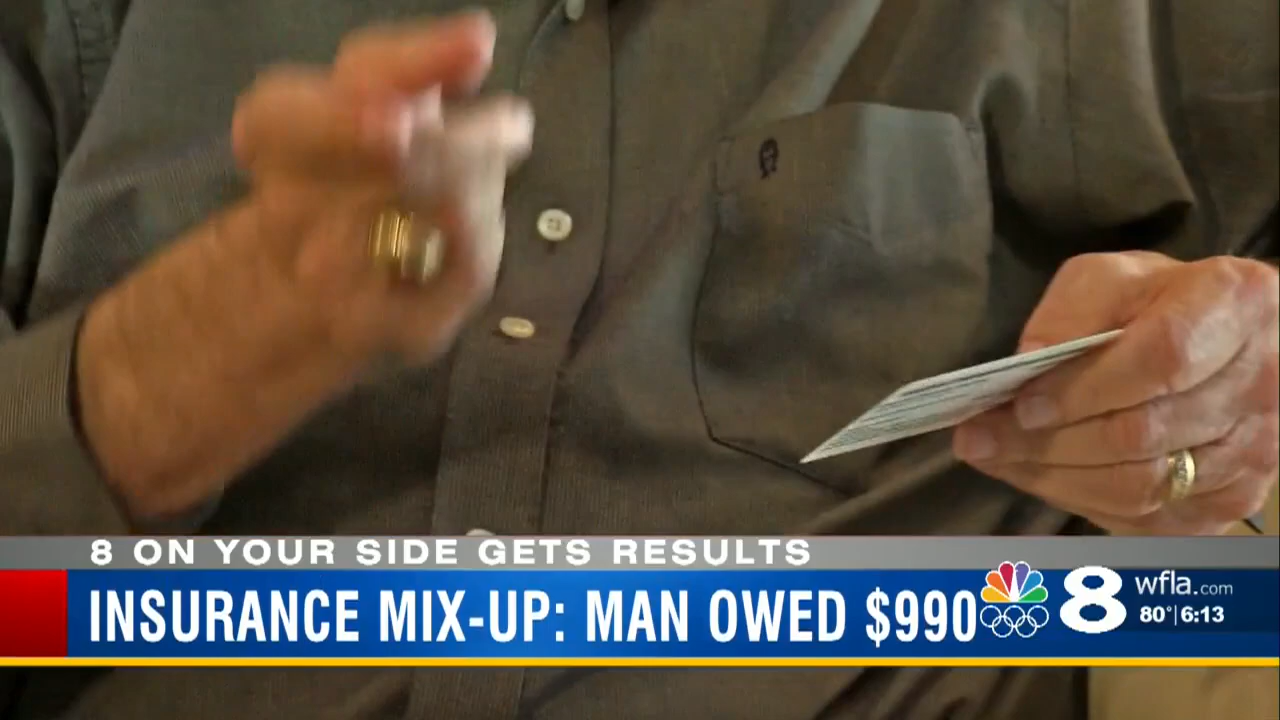 8 ON YOUR SIDE GETS RESULTS
INSURANCE MIX-UP: MAN OWED $990
8 wfla.com
80° | 6:13